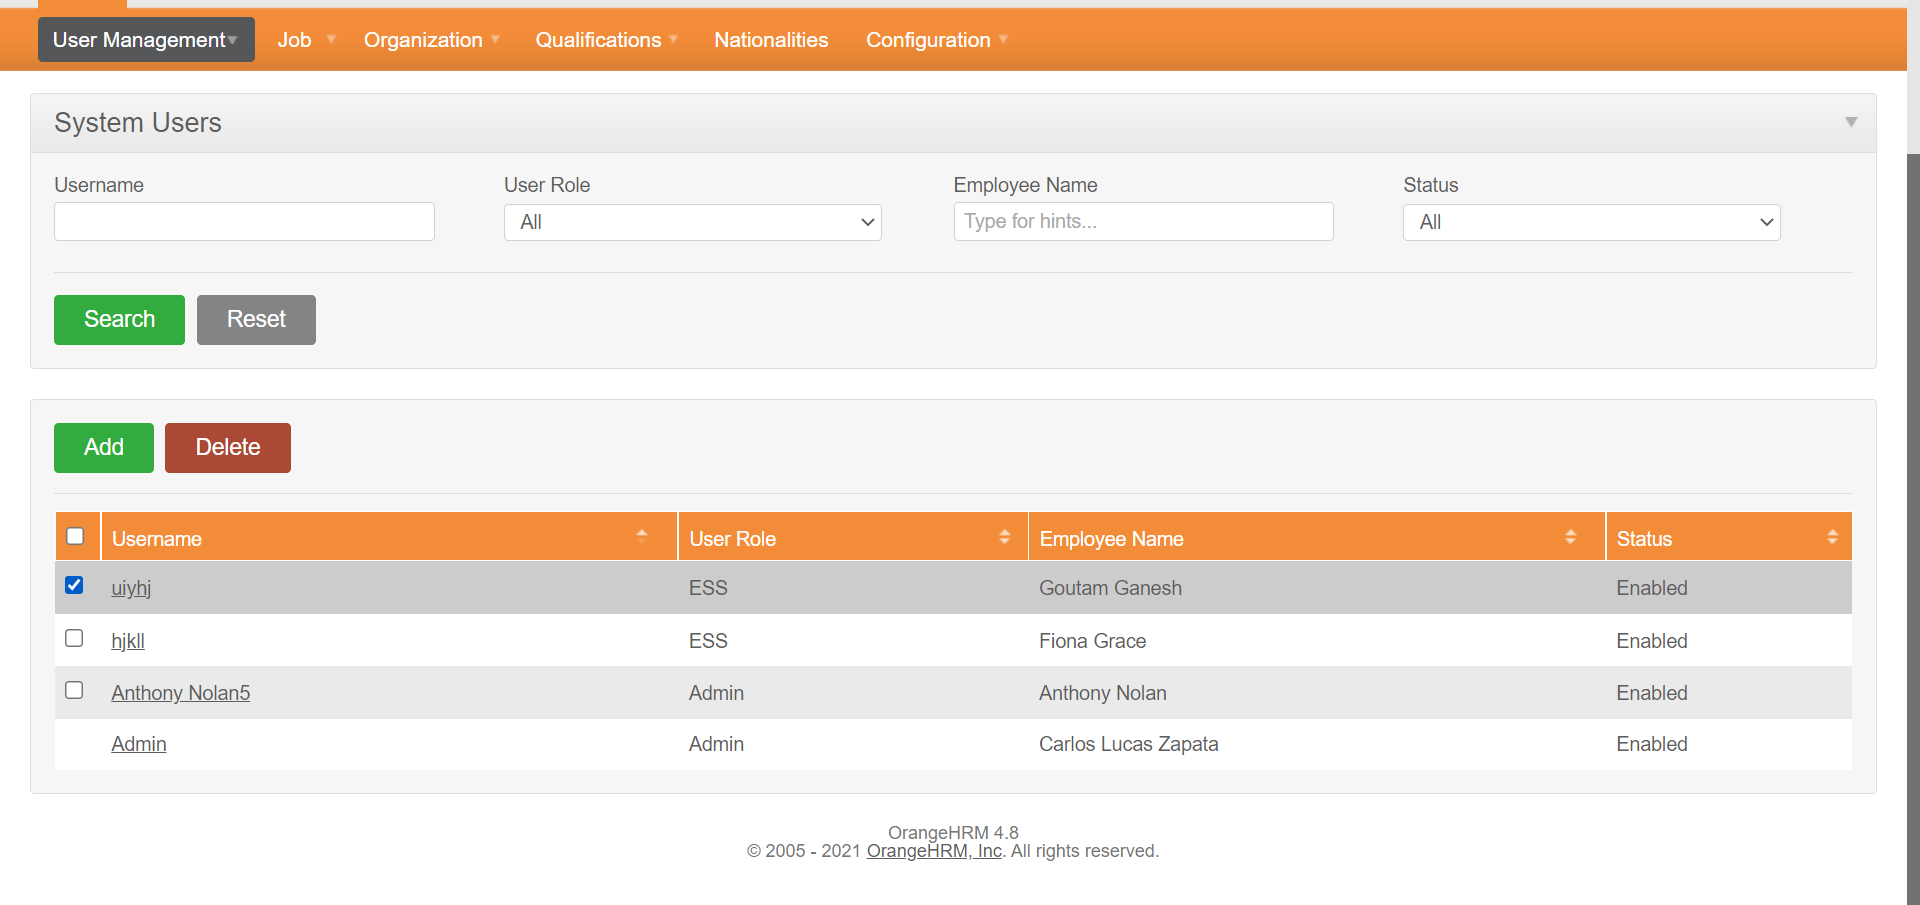 User Management Job Organization Qualifications Nationalities Configuration
System Users
Username User Role Employee Name Status
All Type for hints... All
Search Reset
Add Delete
Username User Role Employee Name Status
uiyhj ESS Goutam Ganesh Enabled
hjkll ESS Fiona Grace Enabled
Anthony Nolan5 Admin Anthony Nolan Enabled
Admin Admin Carlos Lucas Zapata Enabled
OrangeHRM 4.8
© 2005 - 2021 OrangeHRM, Inc. All rights reserved.